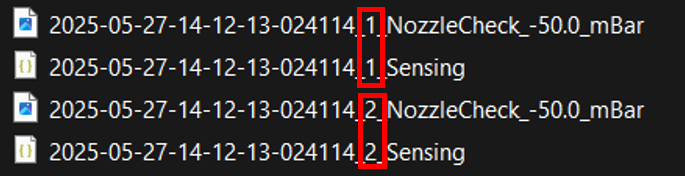 2025-05-27-14-12-13-024114_1_NozzleCheck_-50.0_mBar
2025-05-27-14-12-13-024114_1_Sensing
2025-05-27-14-12-13-024114_2_NozzleCheck_-50.0_mBar
2025-05-27-14-12-13-024114_2_Sensing